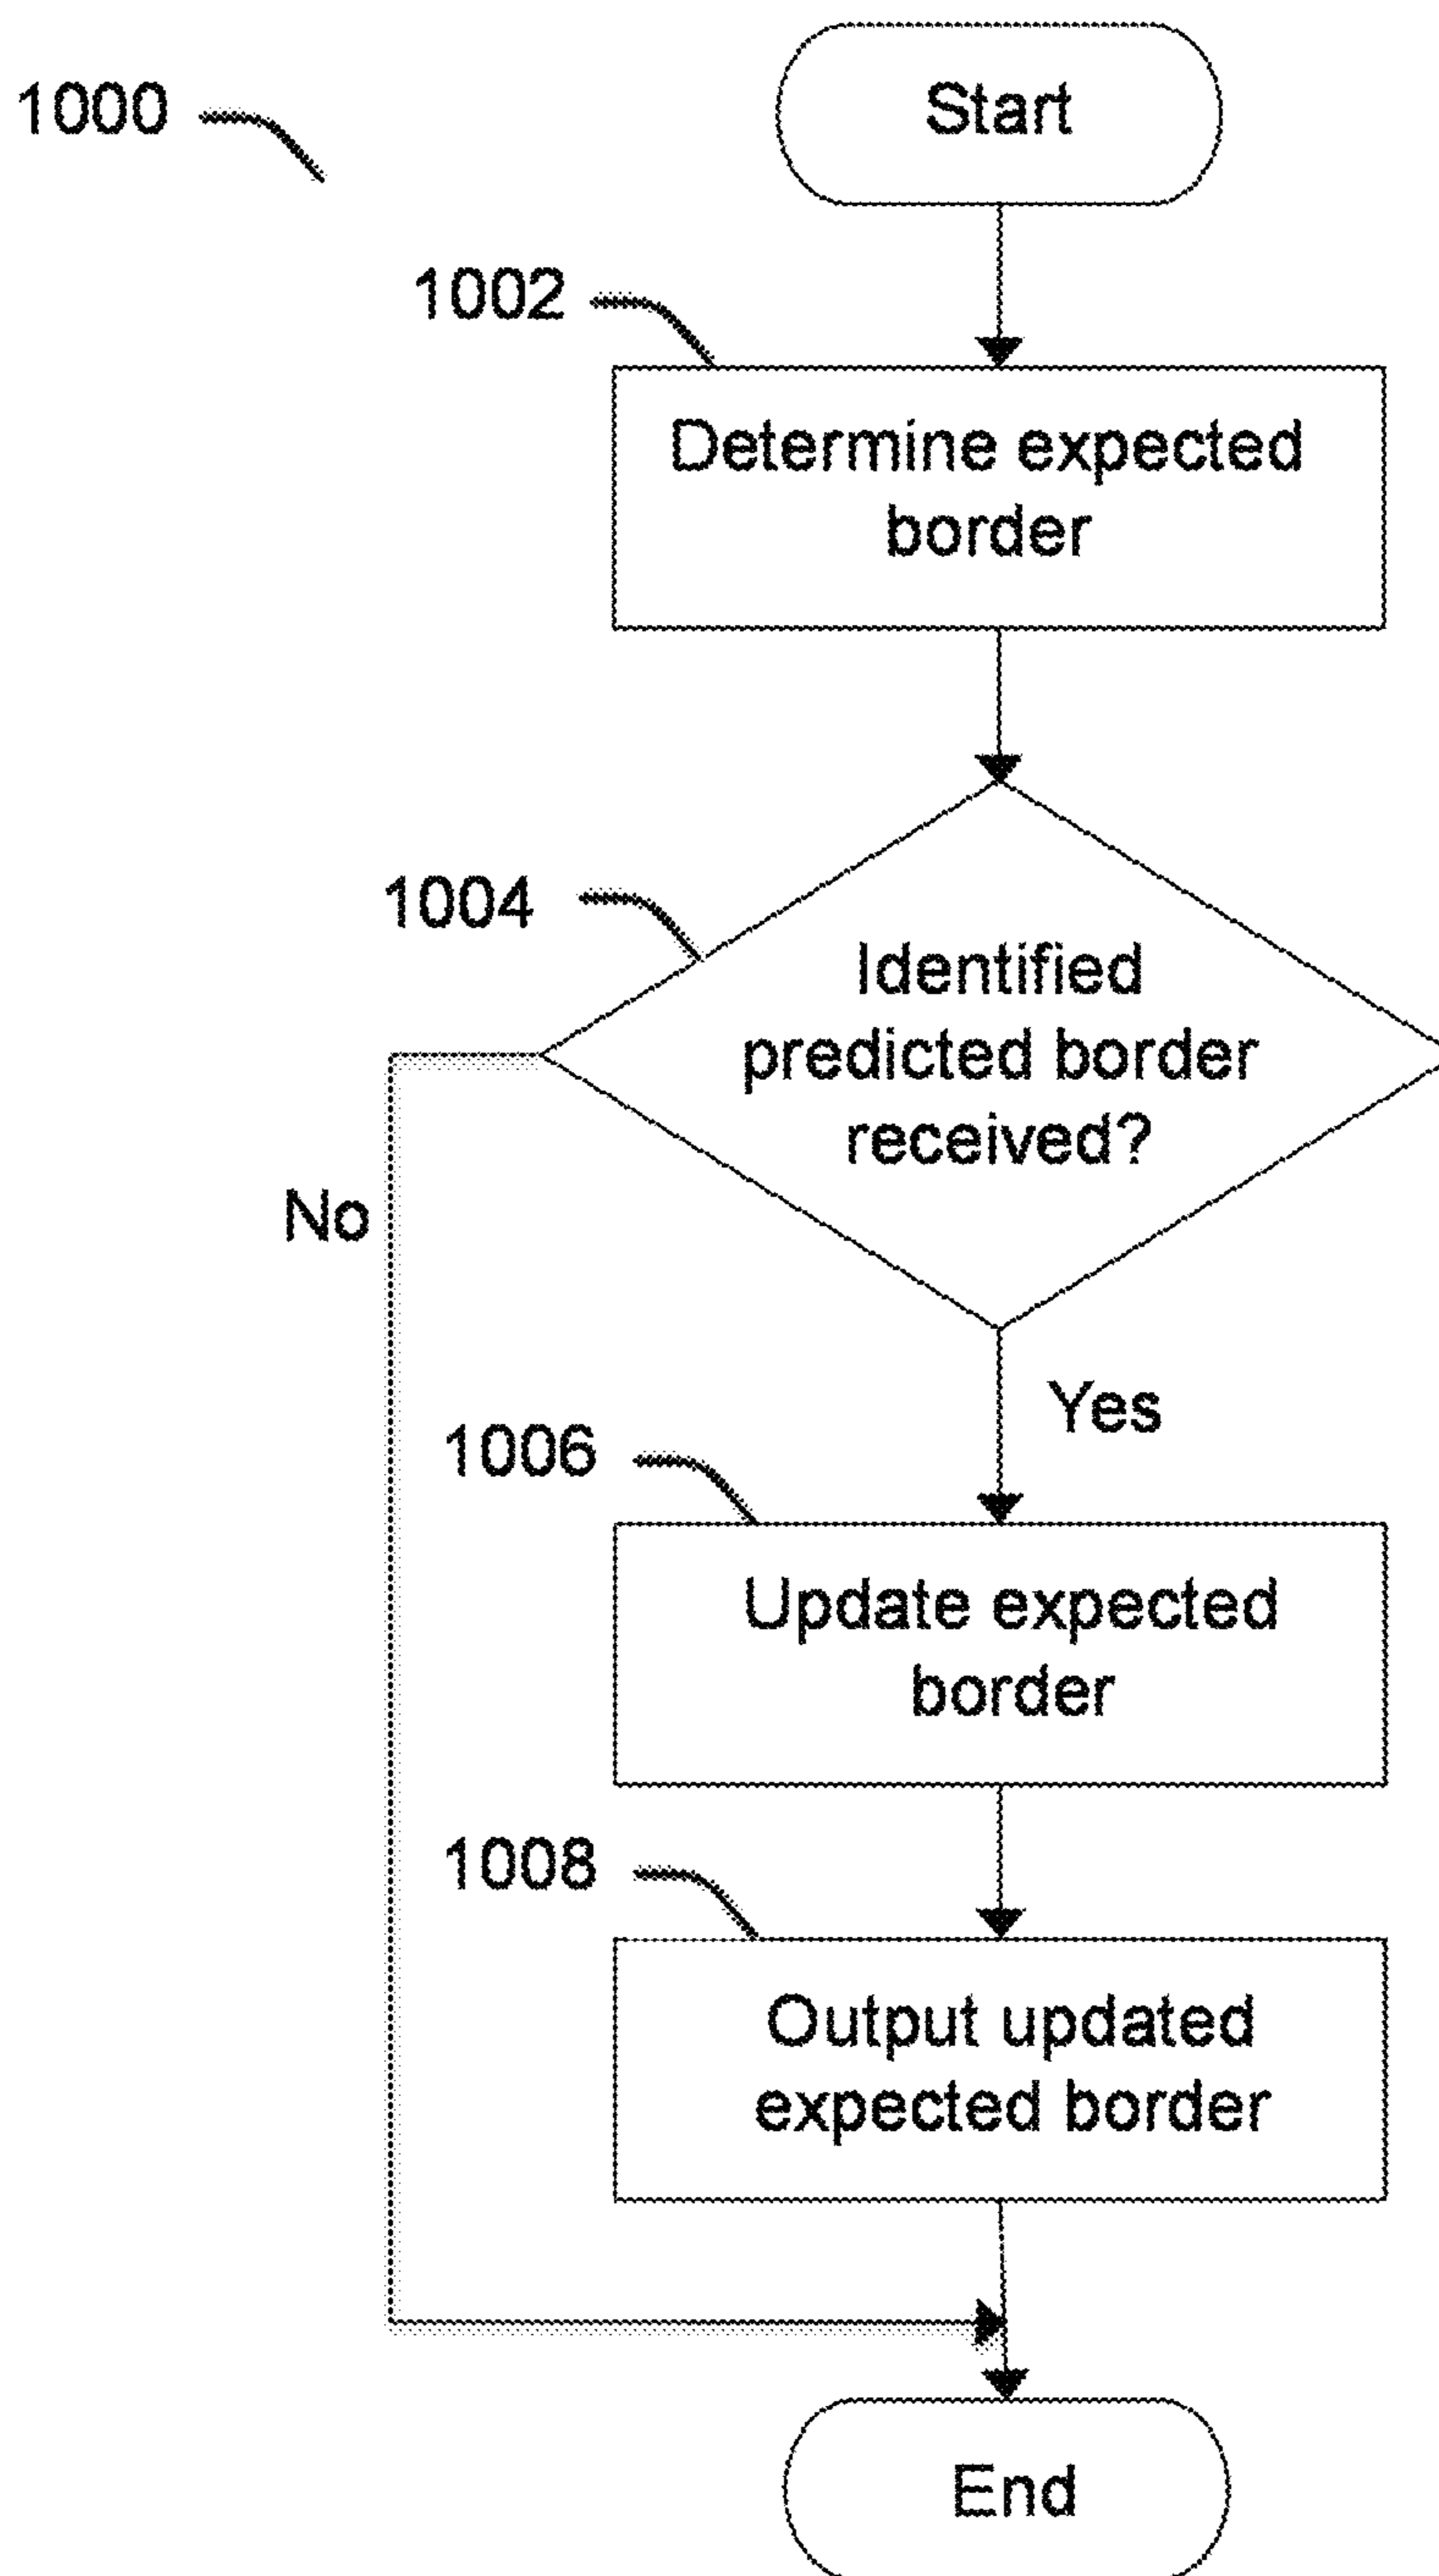 1000
Start
1002
Determine expected
border
1004
Identified
predicted border
received?
No
Yes
1006
Update expected
border
1008
Output updated
expected border
End